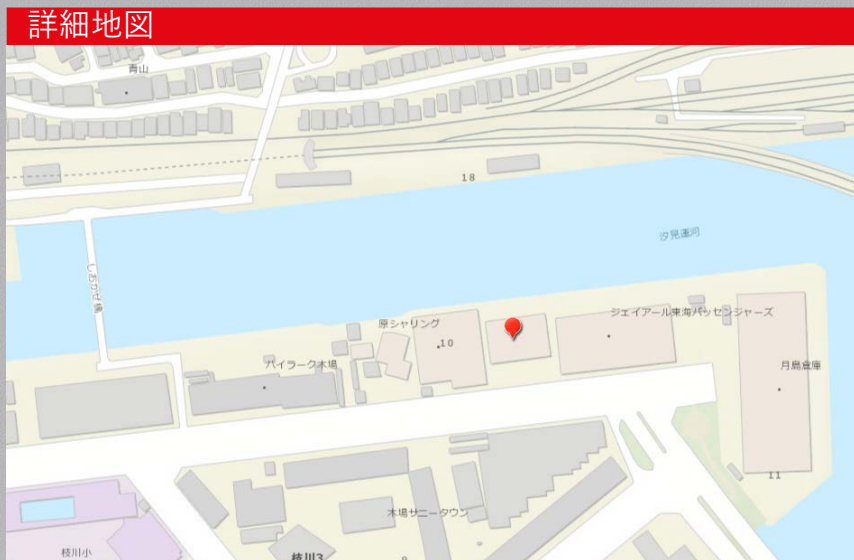 詳細地図
青山
18
汐見運河
しおかぜ橋
原シャリング
10
ジェイアール東海パッセンジャーズ
パイラーク木場
月島倉庫
11
木場サニータウン
枝川小
枝川3
9